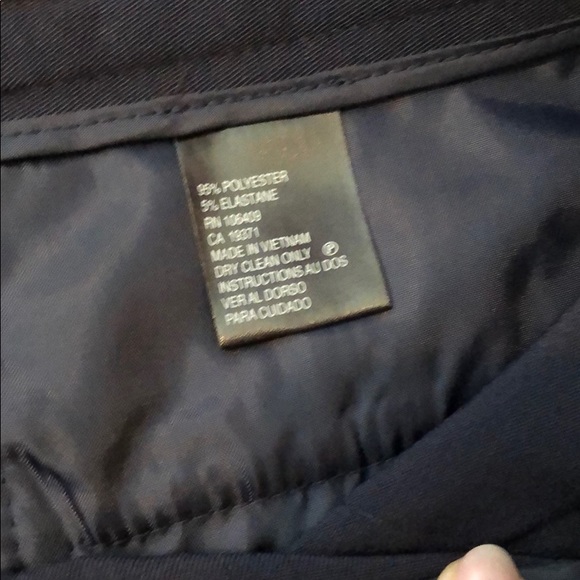 95% POLYESTER
5% ELASTANE
RN 106409
CA 19371
MADE IN VIETNAM
DRY CLEAN ONLY Ⓟ
INSTRUCTIONS AU DOS
VER AL DORSO
PARA CUIDADO